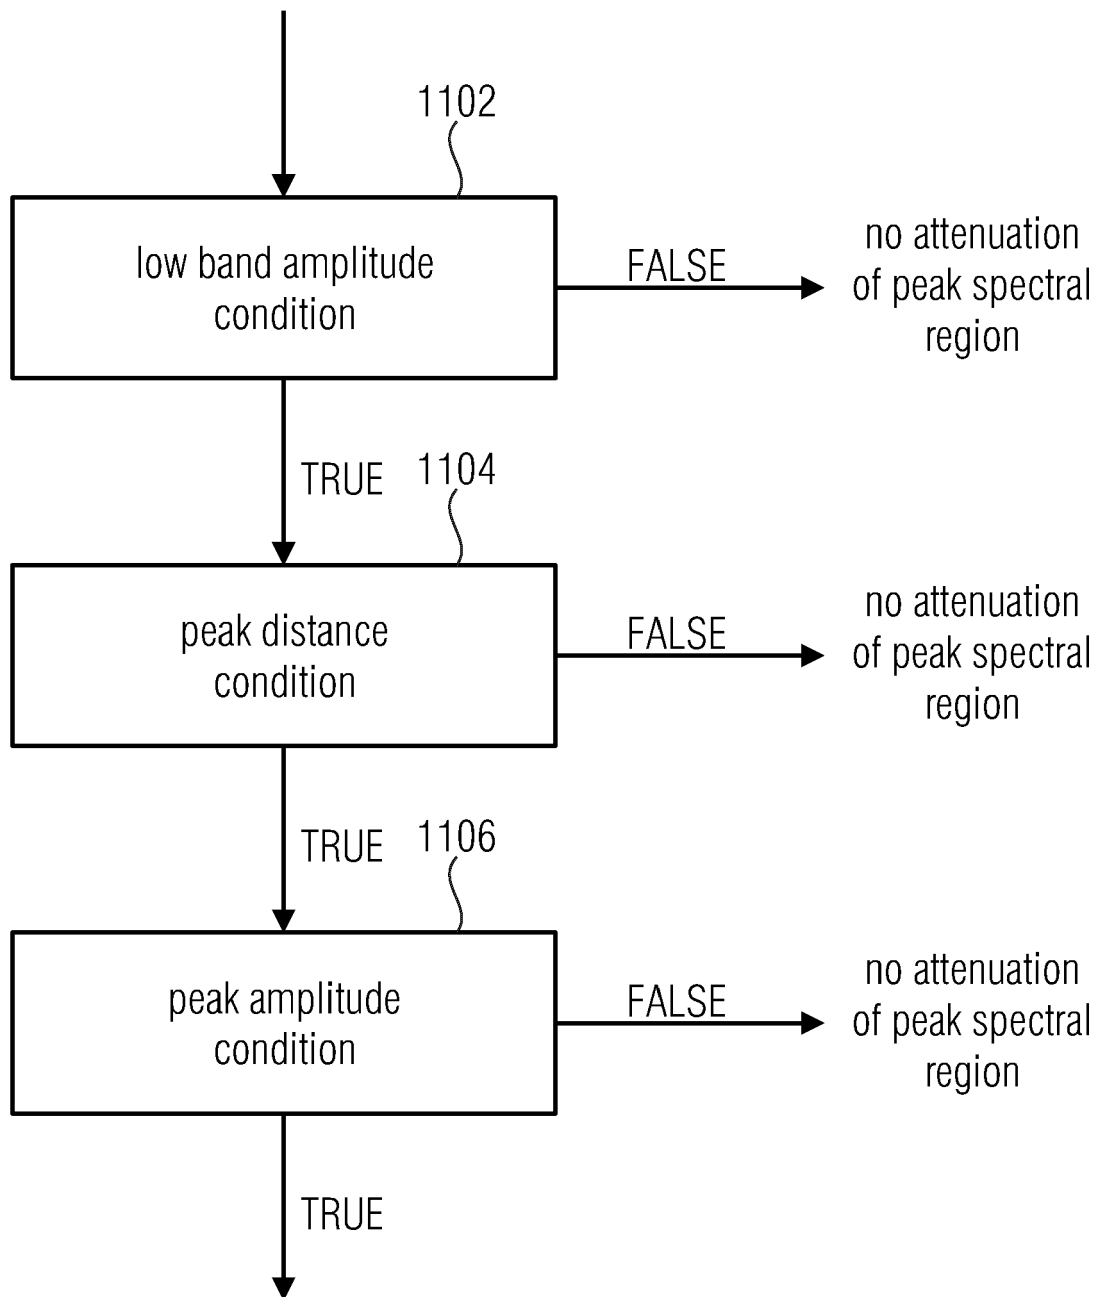 1102
low band amplitude
condition
FALSE
no attenuation
of peak spectral
region
TRUE
1104
peak distance
condition
FALSE
no attenuation
of peak spectral
region
TRUE
1106
peak amplitude
condition
FALSE
no attenuation
of peak spectral
region
TRUE